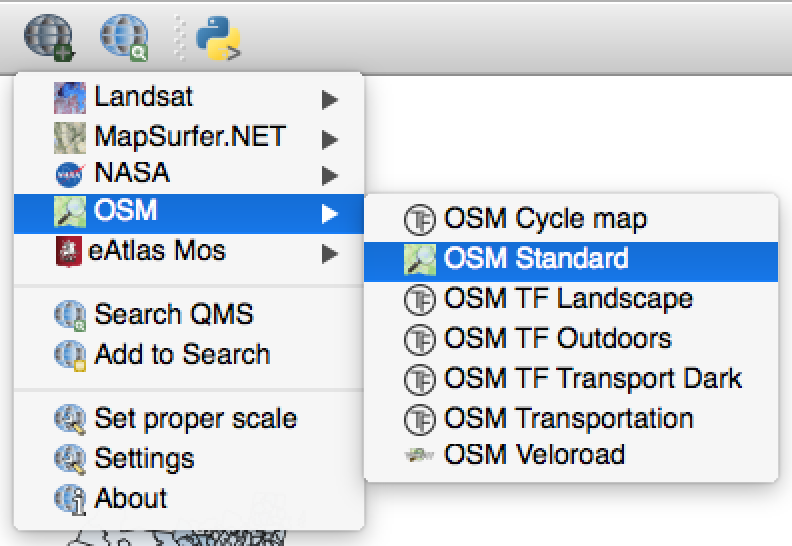 Landsat
MapSurfer.NET
NASA
OSM
eAtlas Mos
Search QMS
Add to Search
Set proper scale
Settings
About
OSM Cycle map
OSM Standard
OSM TF Landscape
OSM TF Outdoors
OSM TF Transport Dark
OSM Transportation
OSM Veloroad